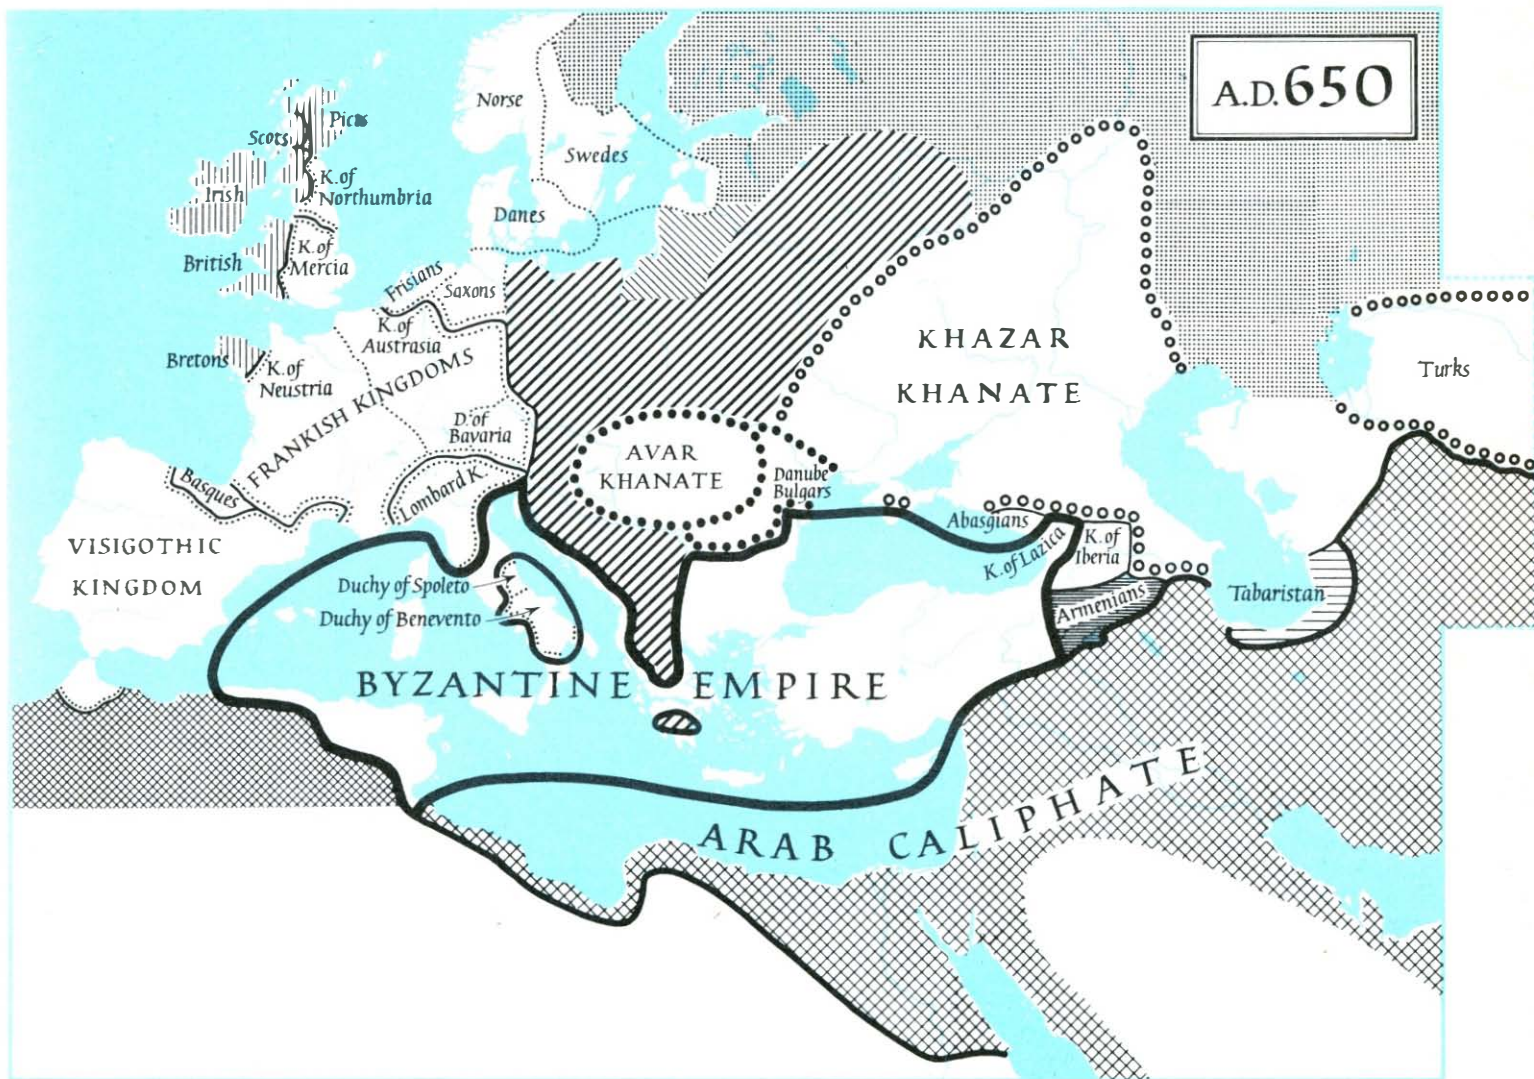 A.D. 650
Norse
Picts
Scots
Swedes
K. of
Northumbria
Irish
Danes
K. of
Mercia
British
Frisians
Saxons
K. of
Austrasia
Bretons
K. of
Neustria
FRANKISH KINGDOMS
D. of
Bavaria
KHAZAR
KHANATE
Turks
AVAR
KHANATE
Danube
Bulgars
Basques
Lombard K.
Abasgians
K. of Lazica
K. of
Iberia
VISIGOTHIC
KINGDOM
Duchy of Spoleto
Duchy of Benevento
Armenians
Tabaristan
BYZANTINE EMPIRE
ARAB CALIPHATE